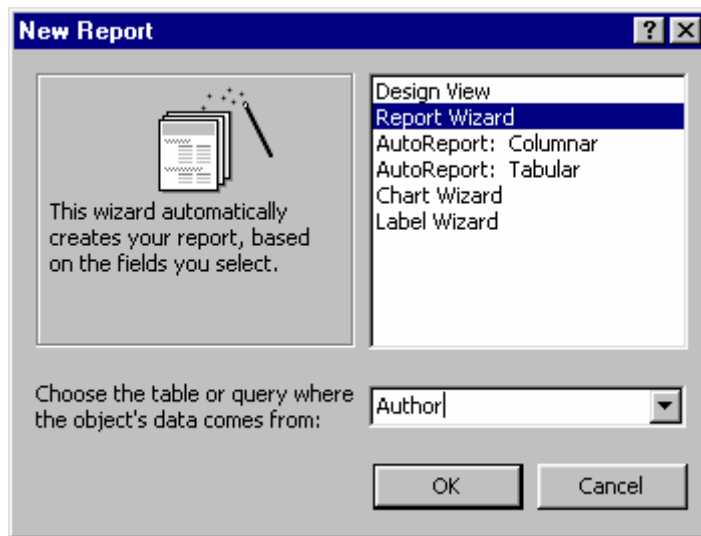 New Report
This wizard automatically
creates your report, based
on the fields you select.
Design View
Report Wizard
AutoReport: Columnar
AutoReport: Tabular
Chart Wizard
Label Wizard
Choose the table or query where
the object's data comes from:
Author
OK
Cancel